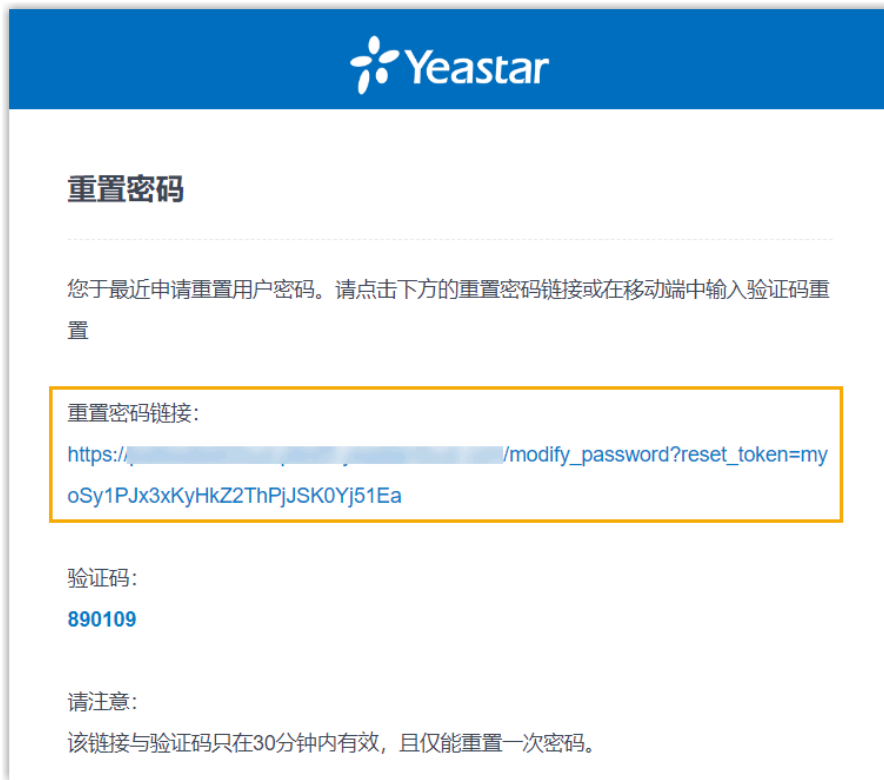 Yeastar
重置密码
您于最近申请重置用户密码。请点击下方的重置密码链接或在移动端中输入验证码重
置
重置密码链接：
https:// /modify_password?reset_token=my
oSy1PJx3xKyHkZ2ThPjJSK0Yj51Ea
验证码：
890109
请注意：
该链接与验证码只在30分钟内有效，且仅能重置一次密码。